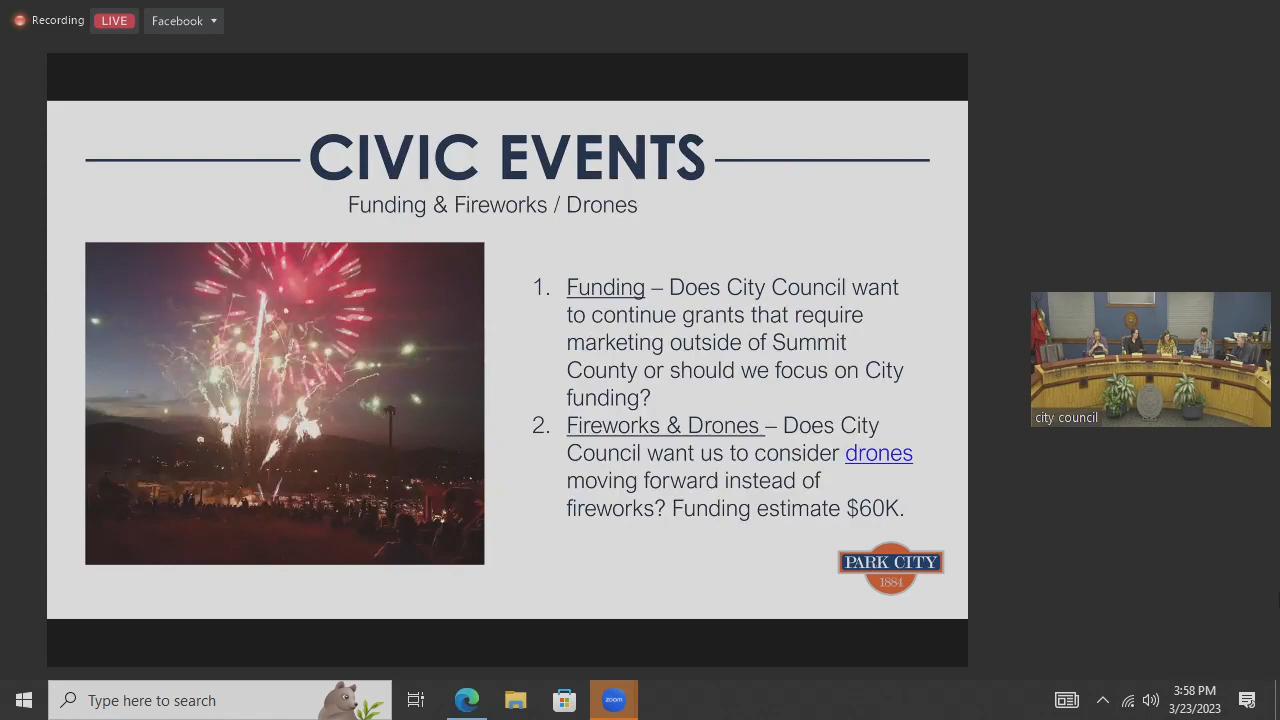 Recording
LIVE
Facebook
CIVIC EVENTS
Funding & Fireworks / Drones
1. Funding – Does City Council want
to continue grants that require
marketing outside of Summit
County or should we focus on City
funding?
2. Fireworks & Drones – Does City
Council want us to consider drones
moving forward instead of
fireworks? Funding estimate $60K.
PARK CITY
1884
city council
Type here to search
zoom
3:58 PM
3/23/2023